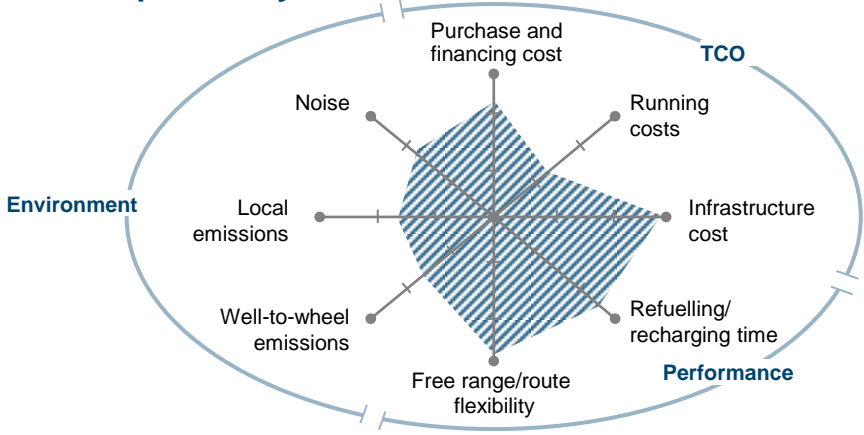 Purchase and
financing cost
TCO
Noise
Running
costs
Environment
Local
emissions
Infrastructure
cost
Well-to-wheel
emissions
Refuelling/
recharging time
Free range/route
flexibility
Performance